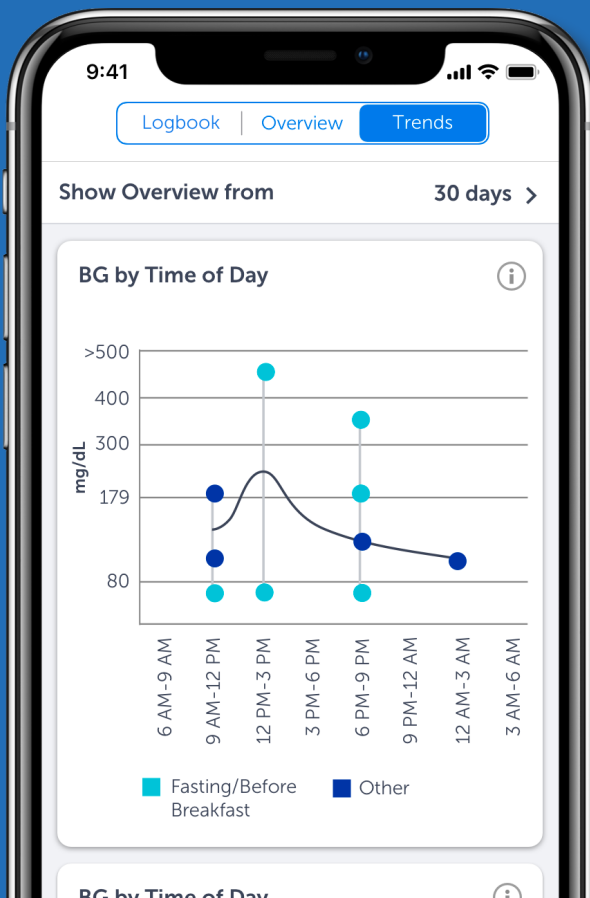 9:41
Logbook | Overview Trends
Show Overview from 30 days >
BG by Time of Day
>500
400
300
179
80
mg/dL
6 AM-9 AM
9 AM-12 PM
12 PM-3 PM
3 PM-6 PM
6 PM-9 PM
9 PM-12 AM
12 AM-3 AM
3 AM-6 AM
Fasting/Before
Breakfast
Other
BG by Time of Day